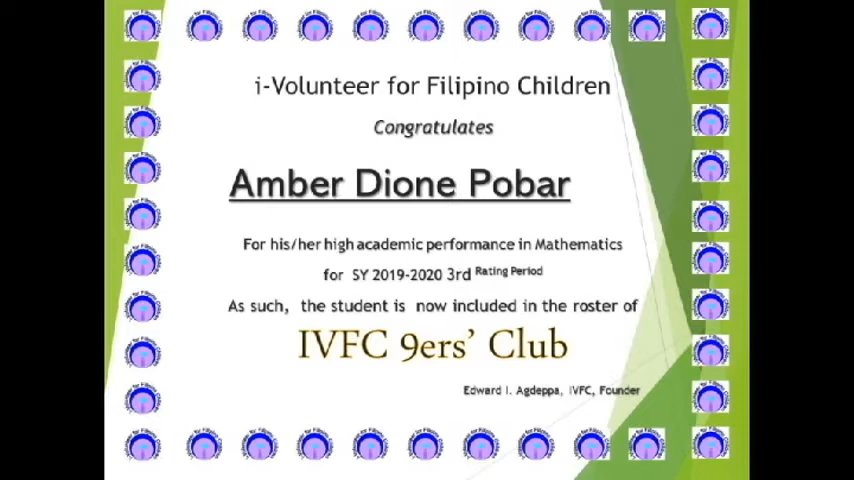 i-Volunteer for Filipino Children
Congratulates
Amber Dione Pobar
For his/her high academic performance in Mathematics
for SY 2019-2020 3rd Rating Period
As such, the student is now included in the roster of
IVFC 9ers' Club
Edward I. Agdeppa, IVFC, Founder